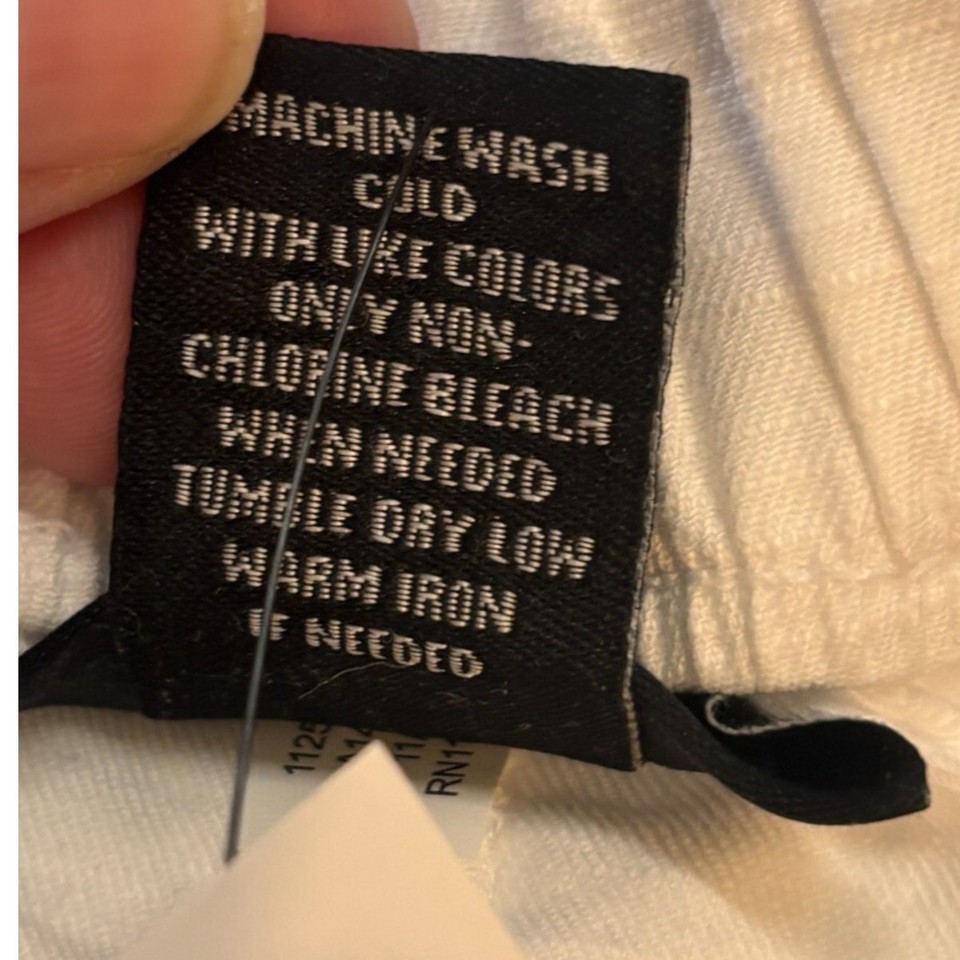 MACHINE WASH
COLD
WITH LIKE COLORS
ONLY NON-
CHLORINE BLEACH
WHEN NEEDED
TUMBLE DRY LOW
WARM IRON
IF NEEDED